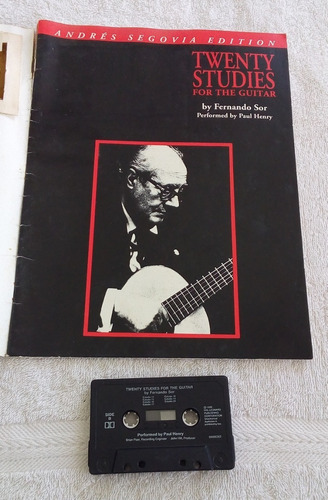 ANDRÉS SEGOVIA EDITION
TWENTY
STUDIES
FOR THE GUITAR
by Fernando Sor
Performed by Paul Henry
TWENTY STUDIES FOR THE GUITAR
by Fernando Sor
SIDE
Performed by Paul Henry